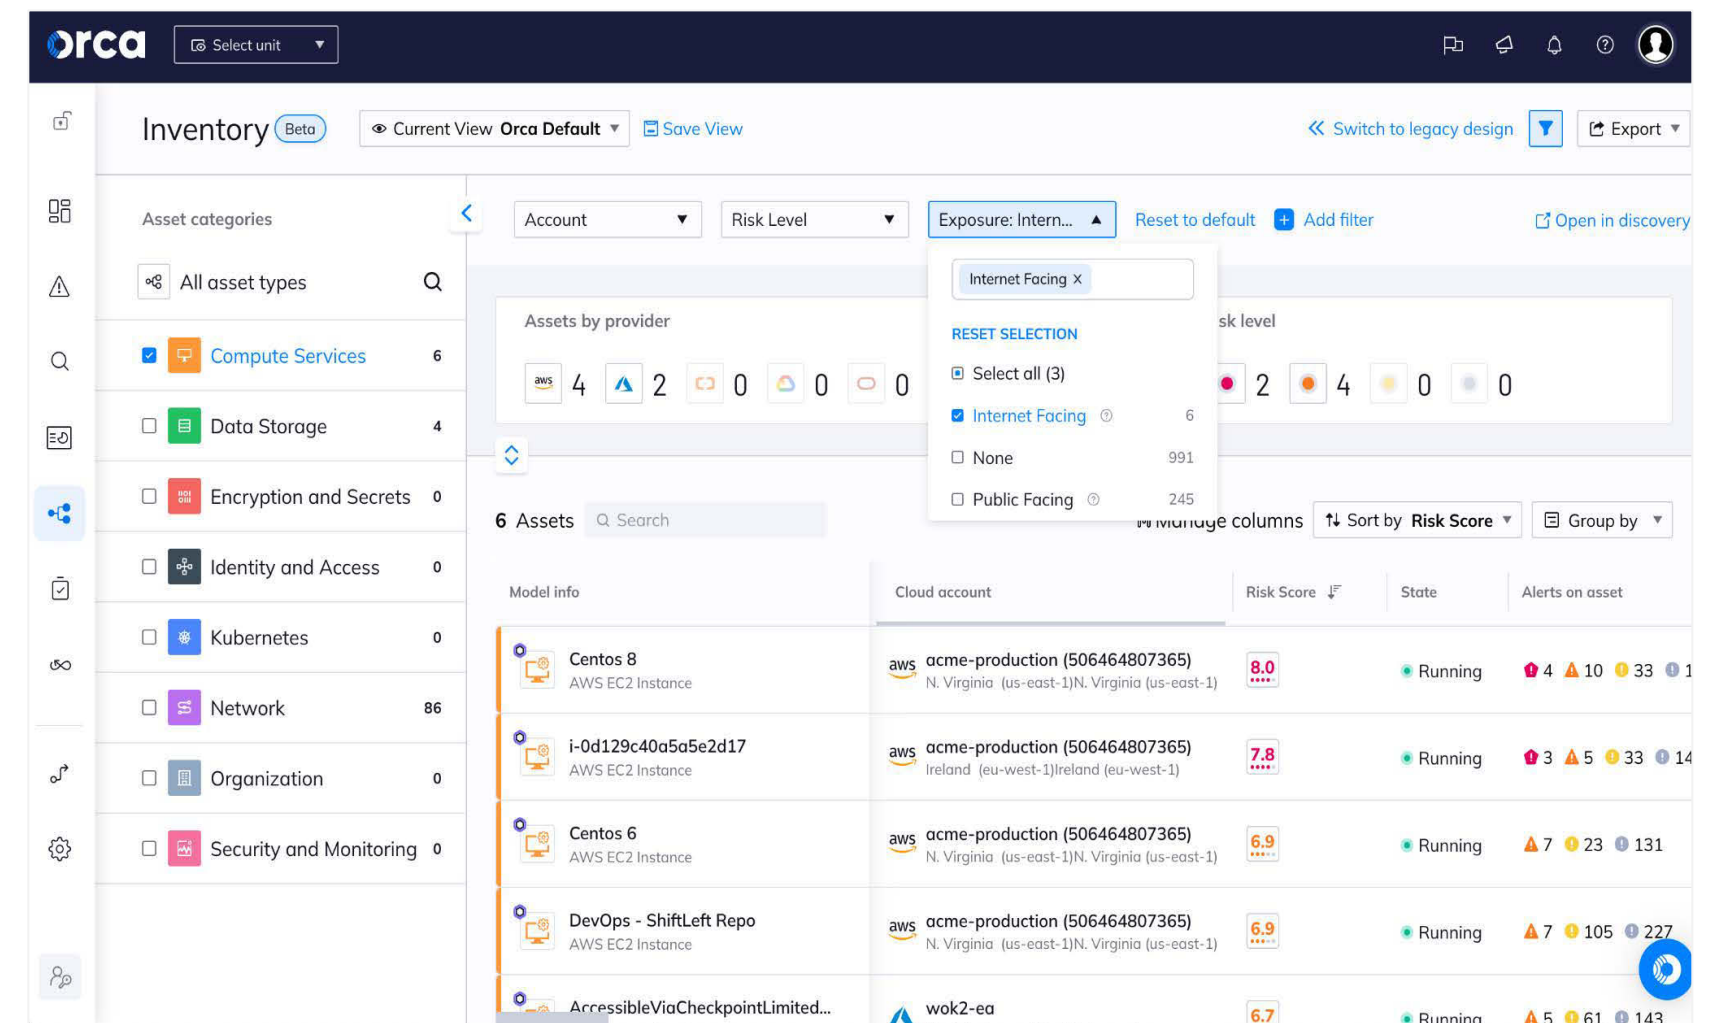 orca Select unit
Inventory Beta Current View Orca Default Save View Switch to legacy design Export
Asset categories Account Risk Level Exposure: Intern... Reset to default Add filter Open in discovery
All asset types
Internet Facing X
Assets by provider sk level
RESET SELECTION
Compute Services 6
aws 4 2 0 0 0 Select all (3) 2 4 0 0
Internet Facing 6
Data Storage 4
None 991
Encryption and Secrets 0
Public Facing 245
6 Assets Search Manage columns Sort by Risk Score Group by
Identity and Access 0
Model info Cloud account Risk Score State Alerts on asset
Kubernetes 0
Centos 8 aws acme-production (506464807365) 8.0 Running 4 10 33 1
AWS EC2 Instance N. Virginia (us-east-1)N. Virginia (us-east-1)
Network 86
i-0d129c40a5a5e2d17 aws acme-production (506464807365) 7.8 Running 3 5 33 14
AWS EC2 Instance Ireland (eu-west-1)Ireland (eu-west-1)
Organization 0
Centos 6 aws acme-production (506464807365) 6.9 Running 7 23 131
AWS EC2 Instance N. Virginia (us-east-1)N. Virginia (us-east-1)
Security and Monitoring 0
DevOps - ShiftLeft Repo aws acme-production (506464807365) 6.9 Running 7 105 227
AWS EC2 Instance N. Virginia (us-east-1)N. Virginia (us-east-1)
AccessibleViaCheckpointLimited... wok2-ea 6.7 Running 5 61 143